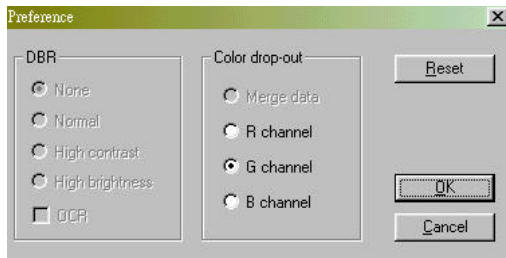 Preference
DBR
None
Normal
High contrast
High brightness
OCR
Color drop-out
Merge data
R channel
G channel
B channel
Reset
OK
Cancel